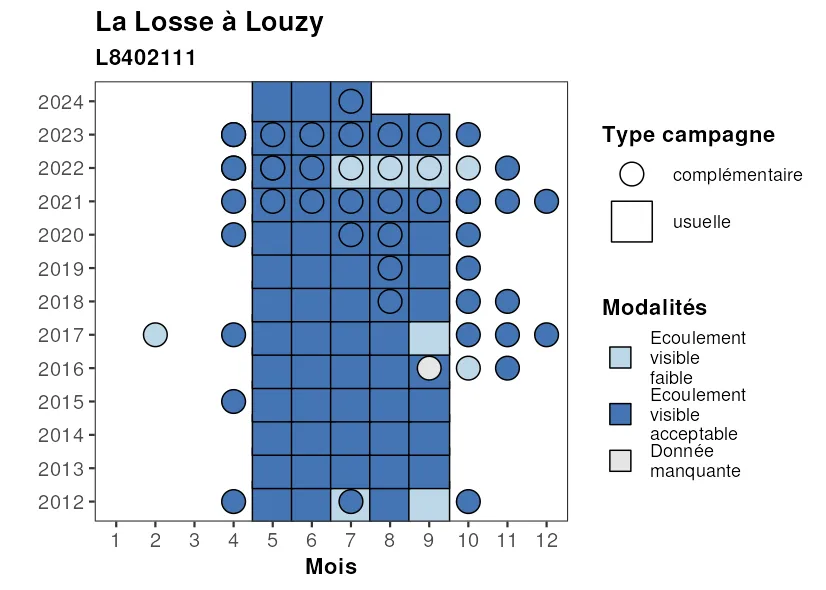 La Losse à Louzy
L8402111
2024
2023
2022
2021
2020
2019
2018
2017
2016
2015
2014
2013
2012
1 2 3 4 5 6 7 8 9 10 11 12
Mois
Type campagne
complémentaire
usuelle
Modalités
Ecoulement
visible
faible
Ecoulement
visible
acceptable
Donnée
manquante